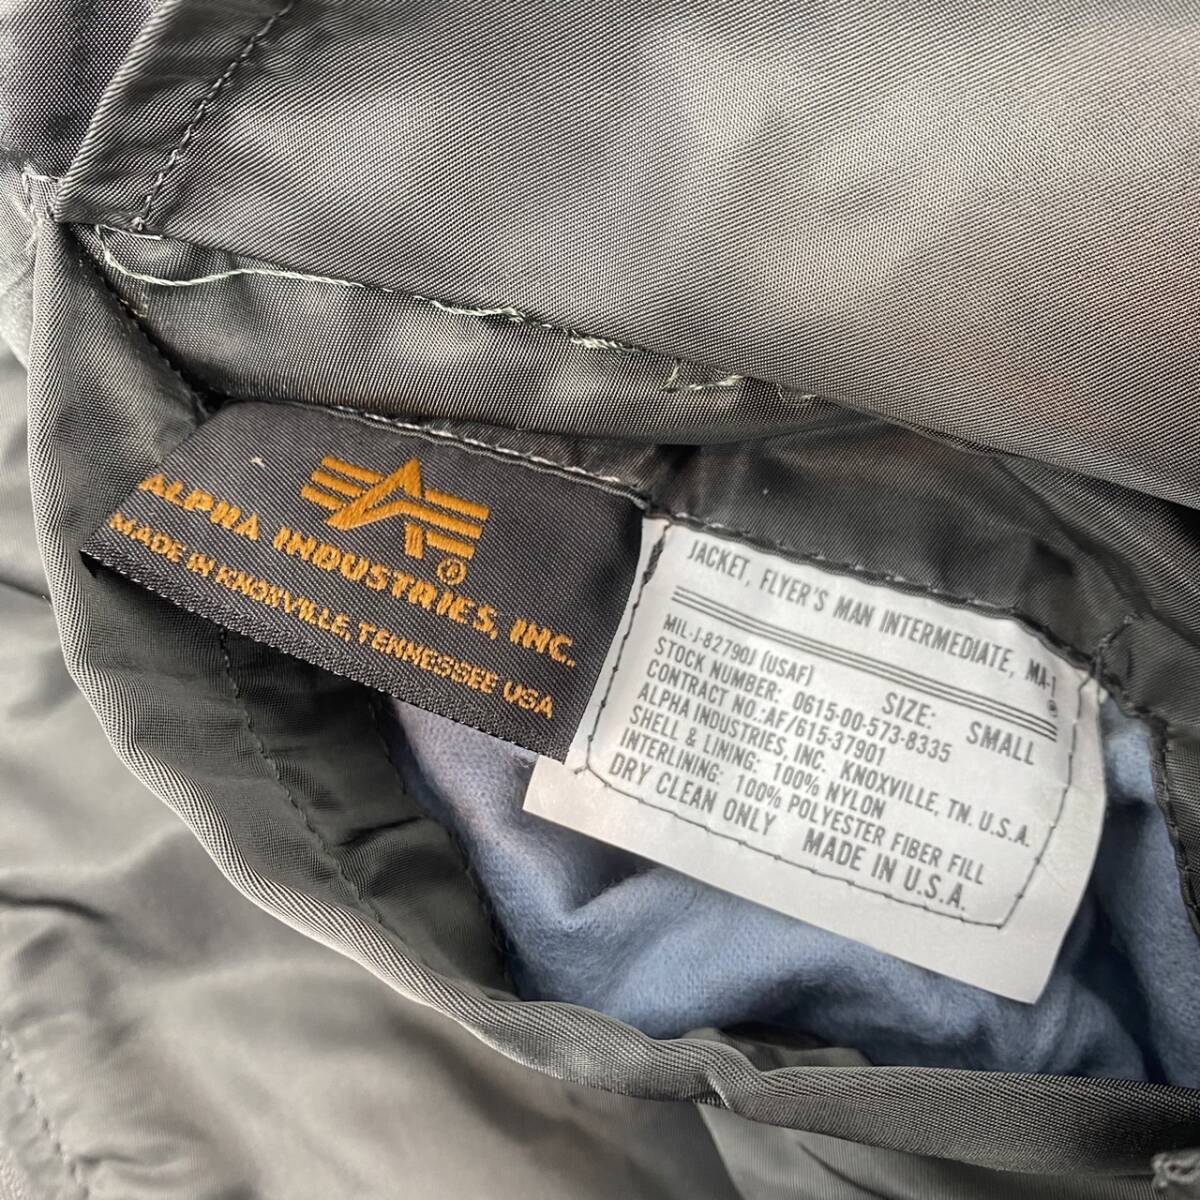 ALPHA INDUSTRIES, INC.®
MADE IN KNOXVILLE, TENNESSEE USA
JACKET, FLYER'S MAN INTERMEDIATE, MA-1
®
MIL-J-82790J (USAF) SIZE: SMALL
STOCK NUMBER: 0615-00-573-8335
CONTRACT NO.:AF/615-37901
ALPHA INDUSTRIES, INC. KNOXVILLE, TN. U.S.A.
SHELL & LINING: 100% NYLON
INTERLINING: 100% POLYESTER FIBER FILL
DRY CLEAN ONLY MADE IN U.S.A.